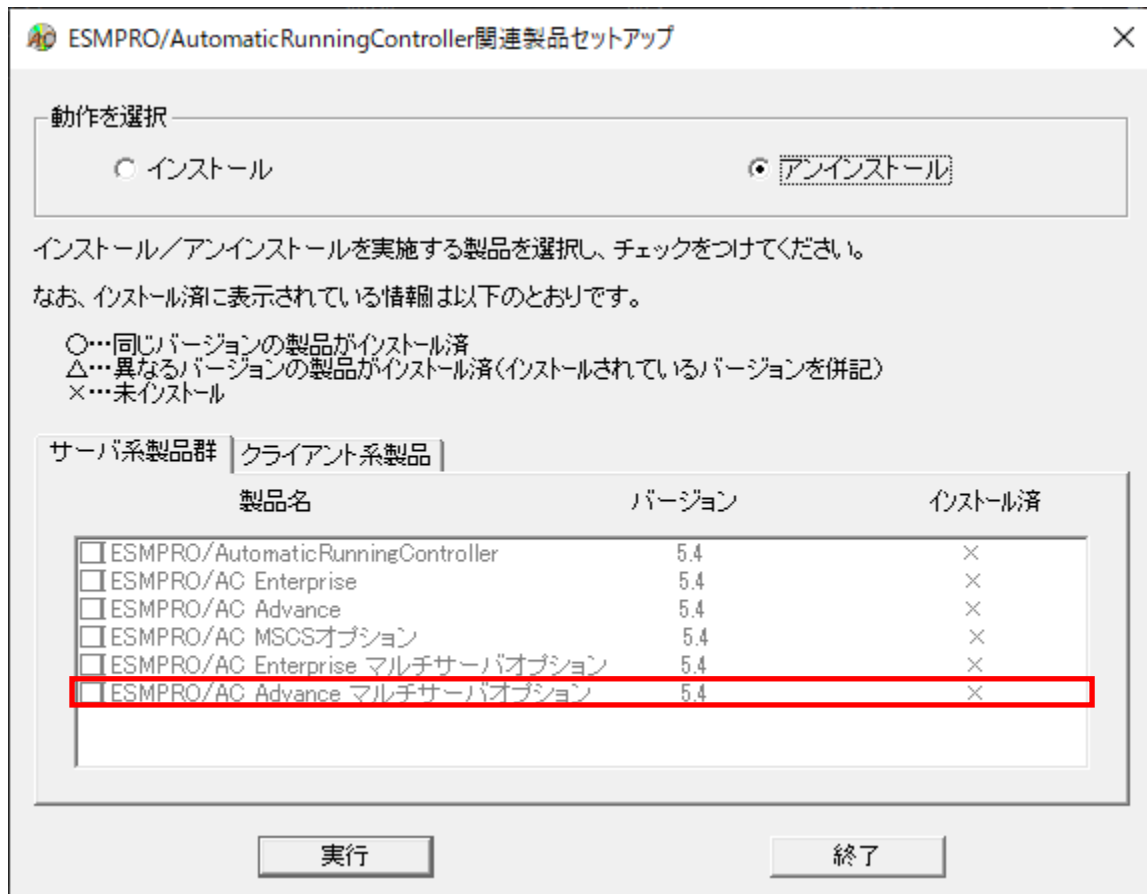 ESMPRO/AutomaticRunningController関連製品セットアップ
動作を選択
インストール
アンインストール
インストール／アンインストールを実施する製品を選択し、チェックをつけてください。
なお、インストール済に表示されている情報は以下のとおりです。
○…同じバージョンの製品がインストール済
△…異なるバージョンの製品がインストール済(インストールされているバージョンを併記)
×…未インストール
サーバ系製品群 クライアント系製品
製品名 バージョン インストール済
ESMPRO/AutomaticRunningController 5.4 ×
ESMPRO/AC Enterprise 5.4 ×
ESMPRO/AC Advance 5.4 ×
ESMPRO/AC MSCSオプション 5.4 ×
ESMPRO/AC Enterprise マルチサーバオプション 5.4 ×
ESMPRO/AC Advance マルチサーバオプション 5.4 ×
実行 終了